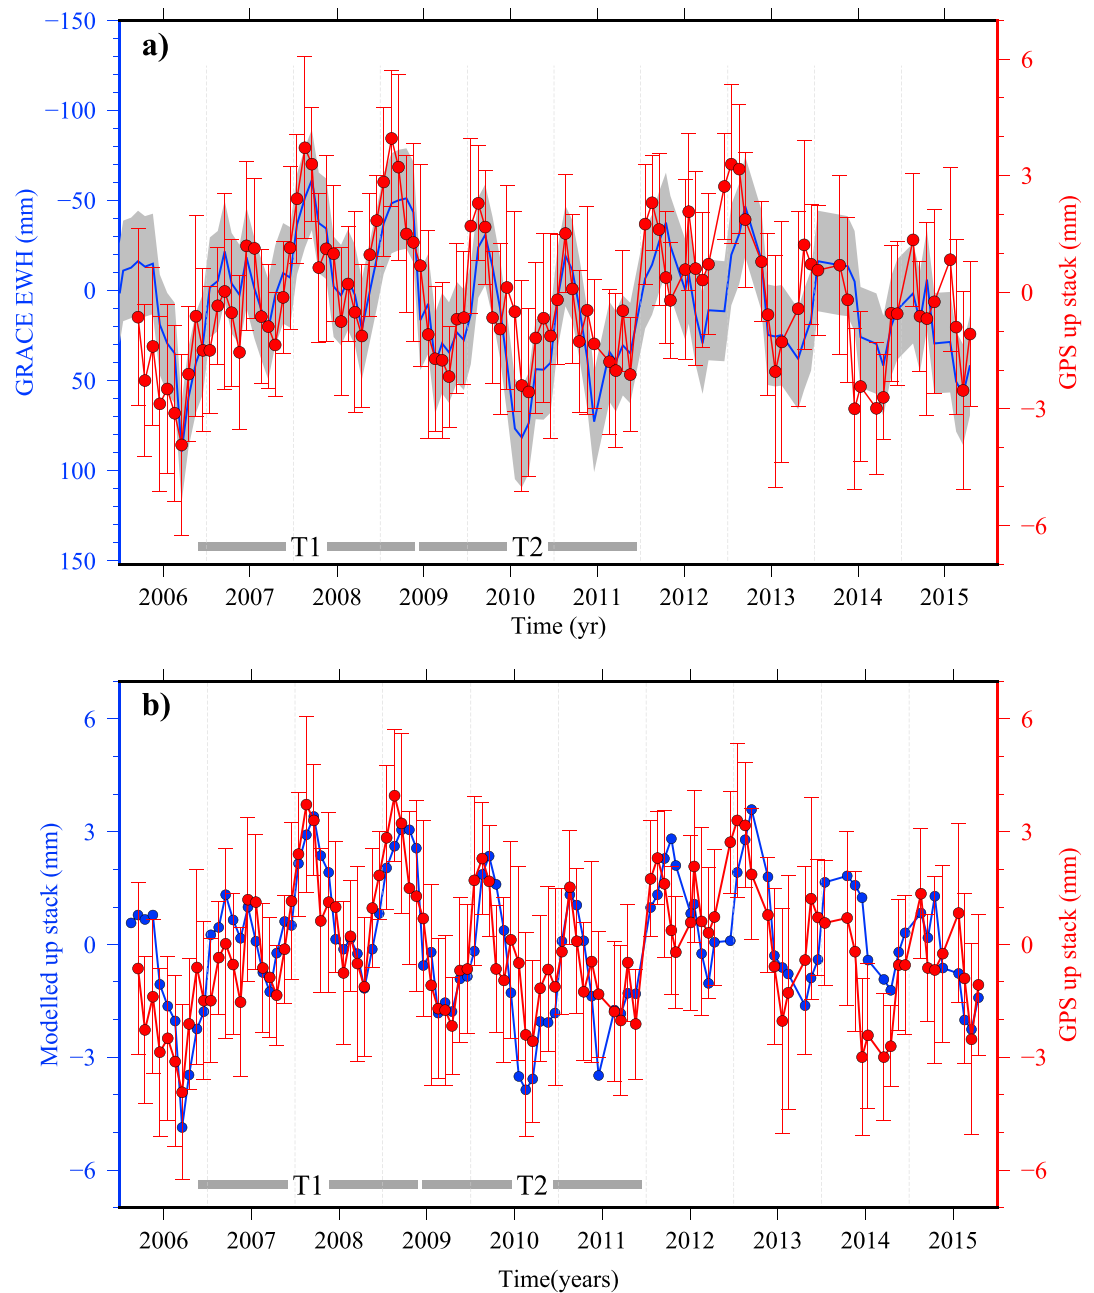 a)
−150
−100
−50
0
50
100
150
GRACE EWH (mm)
6
3
0
−3
−6
GPS up stack (mm)
T1
T2
2006 2007 2008 2009 2010 2011 2012 2013 2014 2015
Time (yr)
b)
6
3
0
−3
−6
Modelled up stack (mm)
6
3
0
−3
−6
GPS up stack (mm)
T1
T2
2006 2007 2008 2009 2010 2011 2012 2013 2014 2015
Time(years)